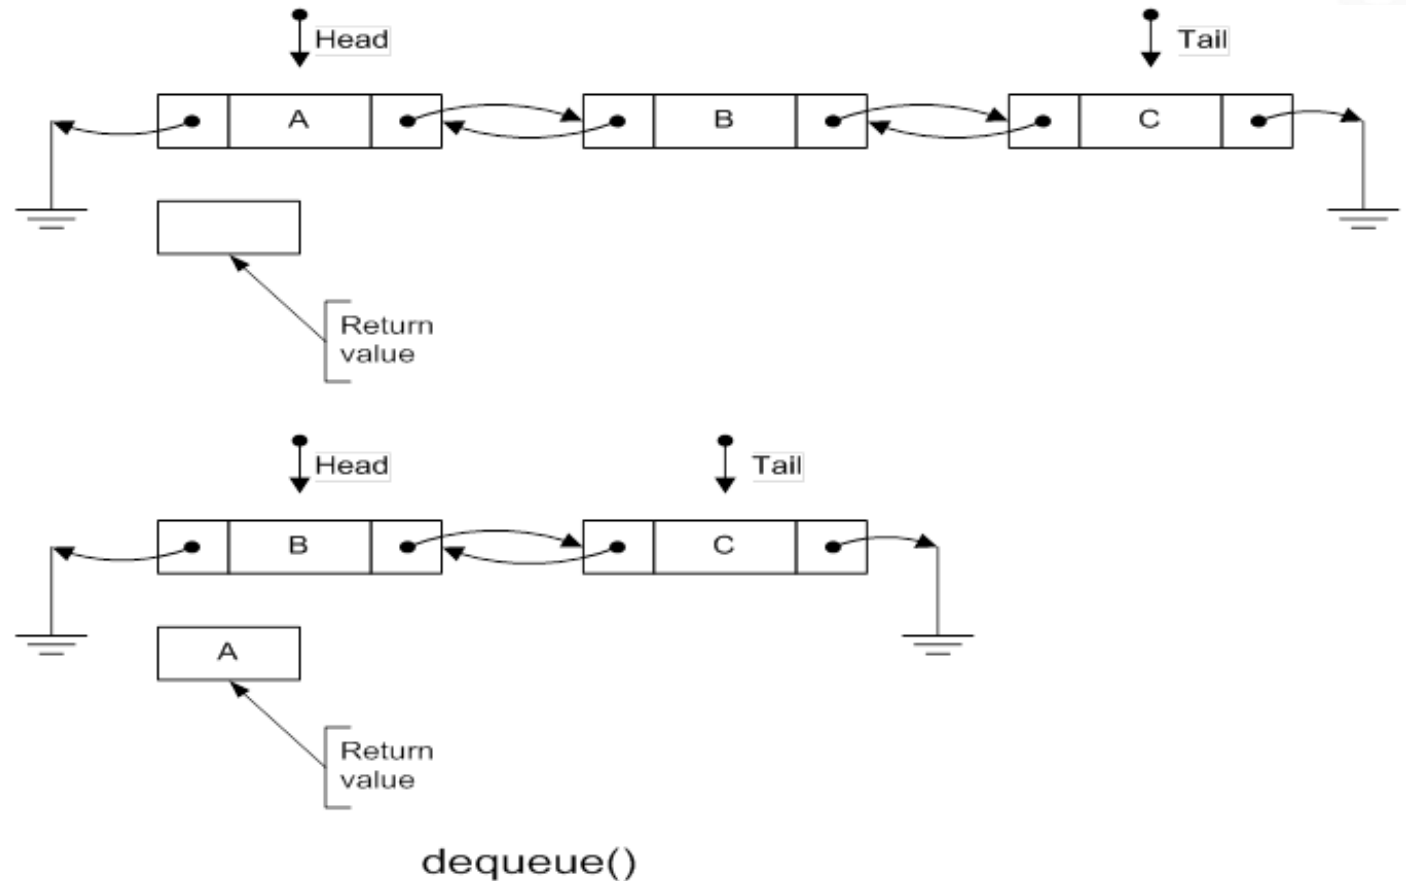 Head
Tail
A
B
C
Return
value
Head
Tail
B
C
A
Return
value
dequeue()